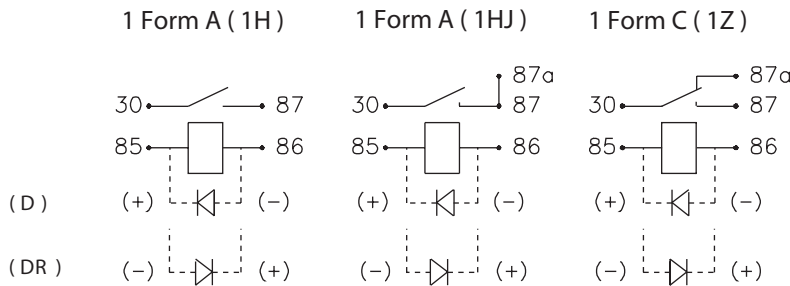 1 Form A ( 1H ) 1 Form A ( 1HJ ) 1 Form C ( 1Z )
87a 87a
30 87 30 87 30 87
85 86 85 86 85 86
( D ) (+) (−) (+) (−) (+) (−)
( DR ) (−) (+) (−) (+) (−) (+)